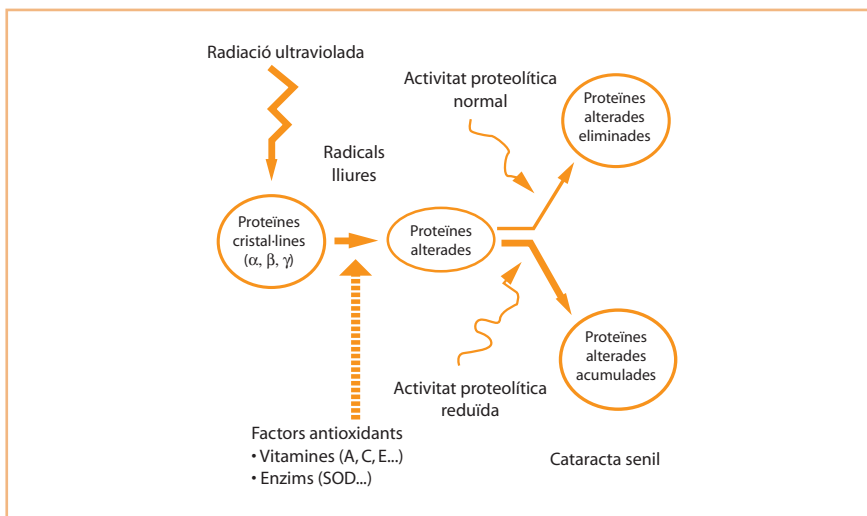 Radiació ultraviolada
Activitat proteolítica
normal
Proteïnes
alterades
eliminades
Radicals
lliures
Proteïnes
cristal·lines
(α, β, γ)
Proteïnes
alterades
Proteïnes
alterades
acumulades
Activitat proteolítica
reduïda
Factors antioxidants
• Vitamines (A, C, E...)
• Enzims (SOD...)
Cataracta senil